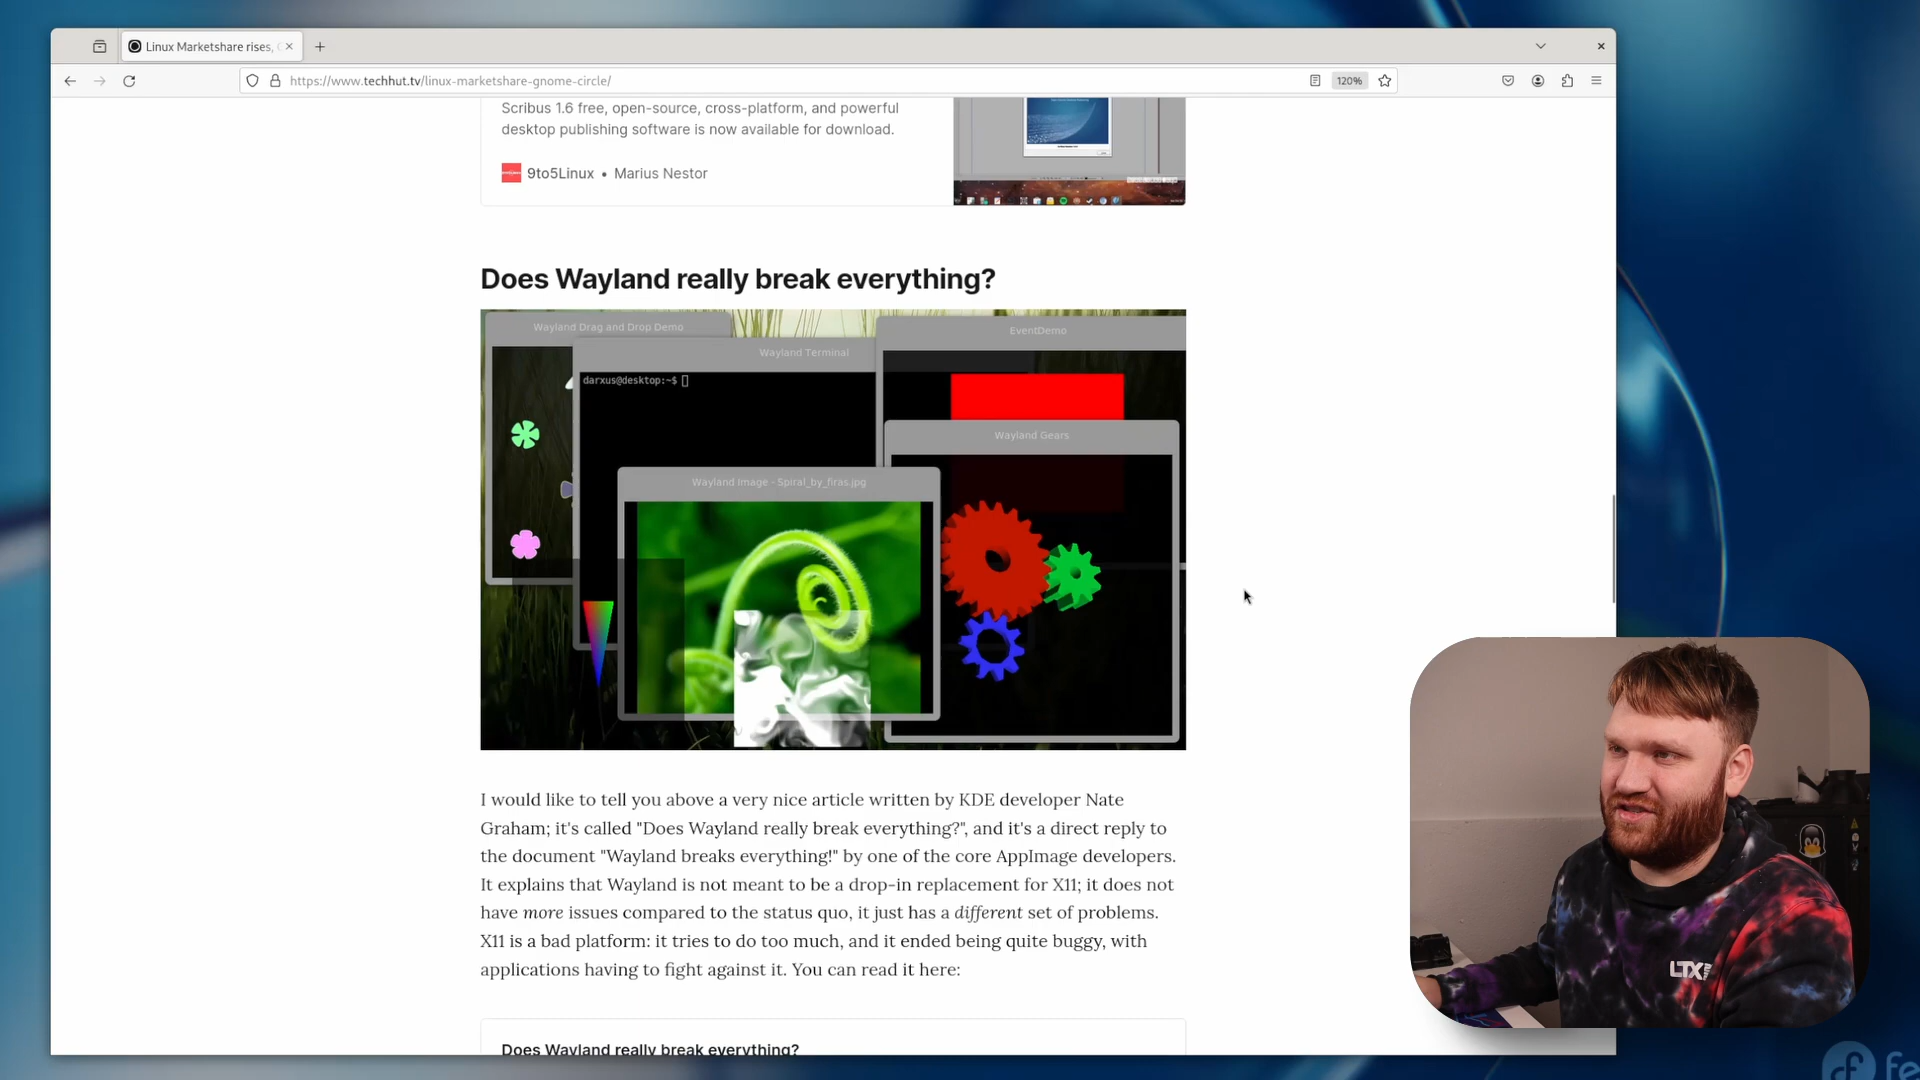 Linux Marketshare rises,
https://www.techhut.tv/linux-marketshare-gnome-circle/
120%
Scribus 1.6 free, open-source, cross-platform, and powerful
desktop publishing software is now available for download.
9to5Linux • Marius Nestor
Does Wayland really break everything?
Wayland Drag and Drop Demo
EventDemo
Wayland Terminal
darxus@desktop:~$
Wayland Gears
Wayland Image - Spiral_by_firas.jpg
I would like to tell you above a very nice article written by KDE developer Nate
Graham; it's called "Does Wayland really break everything?", and it's a direct reply to
the document "Wayland breaks everything!" by one of the core AppImage developers.
It explains that Wayland is not meant to be a drop-in replacement for X11; it does not
have more issues compared to the status quo, it just has a different set of problems.
X11 is a bad platform: it tries to do too much, and it ended being quite buggy, with
applications having to fight against it. You can read it here:
Does Wayland really break everything?
LTX
fe